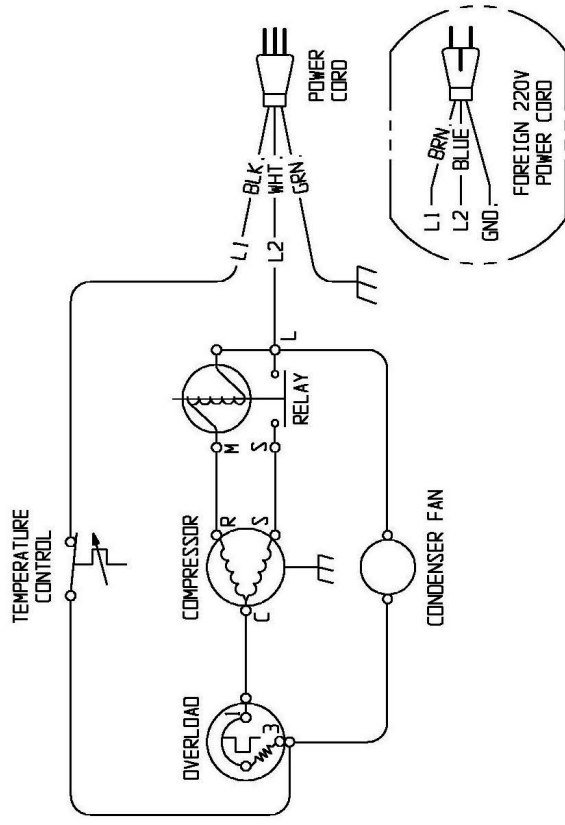 TEMPERATURE
CONTROL
OVERLOAD
1
3
COMPRESSOR
C
R
S
M
S
RELAY
L
CONDENSER FAN
L1
BLK.
L2
WHT.
GRN.
POWER
CORD
L1
BRN.
L2
BLUE
GND.
FOREIGN 220V
POWER CORD